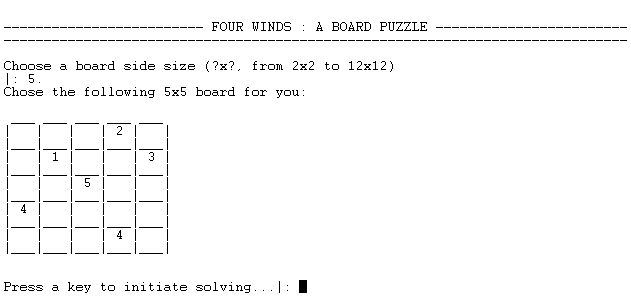 ------------------------- FOUR WINDS : A BOARD PUZZLE ------------------------
------------------------------------------------------------------------------
Choose a board side size (?x?, from 2x2 to 12x12)
|: 5.
Chose the following 5x5 board for you:
 ___ ___ ___ ___ ___
|   |   |   | 2 |   |
|___|___|___|___|___|
|   | 1 |   |   | 3 |
|___|___|___|___|___|
|   |   | 5 |   |   |
|___|___|___|___|___|
| 4 |   |   |   |   |
|___|___|___|___|___|
|   |   |   | 4 |   |
|___|___|___|___|___|
Press a key to initiate solving...|: